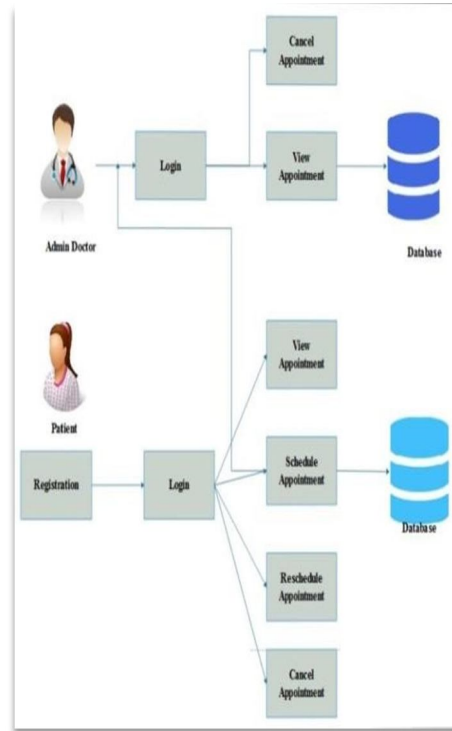 Cancel
Appointment
Login
View
Appointment
Admin Doctor
Database
View
Appointment
Patient
Registration
Login
Schedule
Appointment
Database
Reschedule
Appointment
Cancel
Appointment